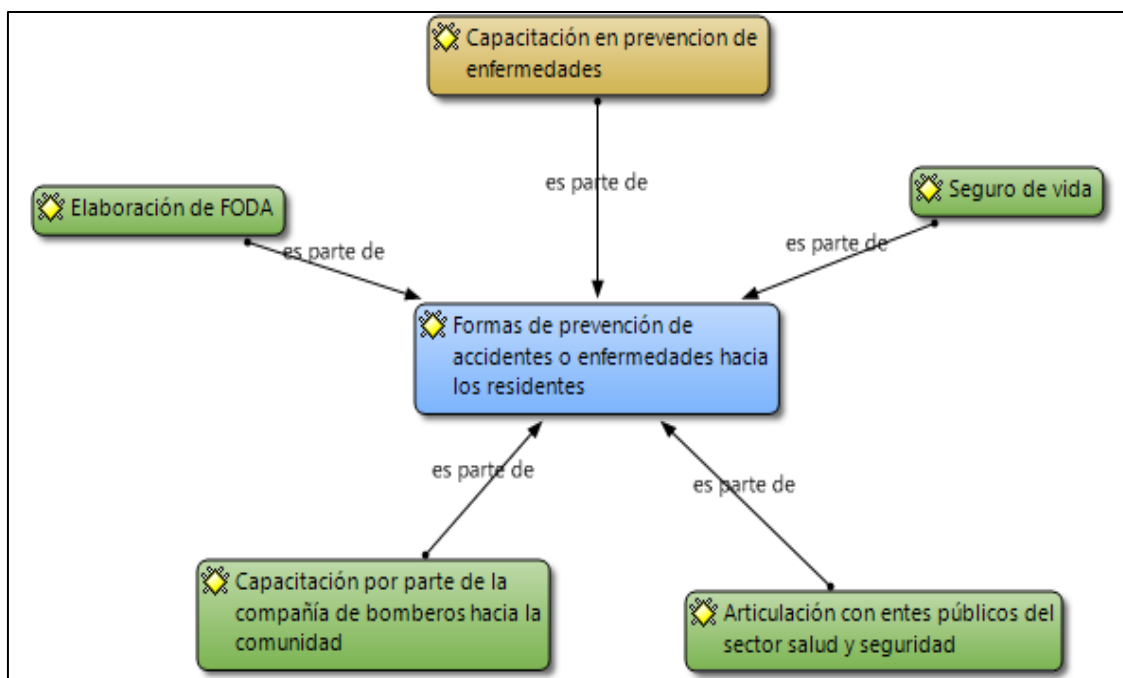 Capacitación en prevencion de
enfermedades
es parte de
Elaboración de FODA
es parte de
Seguro de vida
es parte de
Formas de prevención de
accidentes o enfermedades hacia
los residentes
es parte de
es parte de
Capacitación por parte de la
compañía de bomberos hacia la
comunidad
Articulación con entes públicos del
sector salud y seguridad